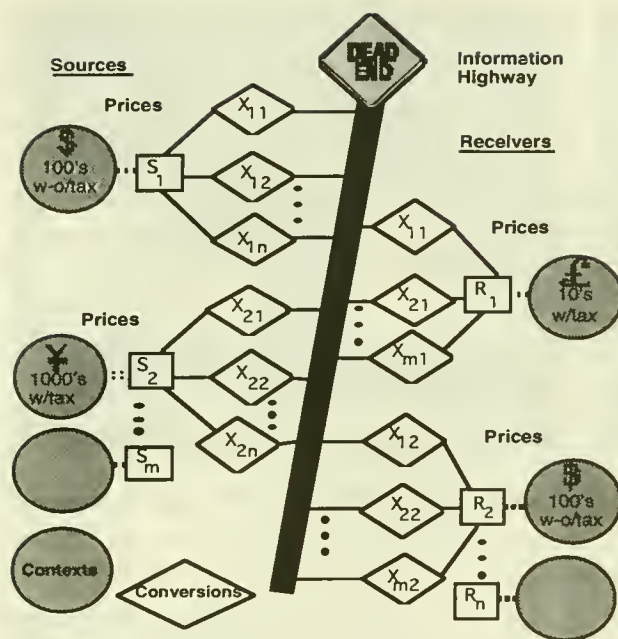 DEAD
END
Information
Highway
Sources
Prices
$
100's
w-o/tax
S1
X11
X12
X1n
Receivers
Prices
X11
X21
Xm1
R1
£
10's
w/tax
Prices
¥
1000's
w/tax
S2
X21
X22
X2n
Sm
Prices
X12
X22
Xm2
R2
$
100's
w-o/tax
Rn
Contexts
Conversions